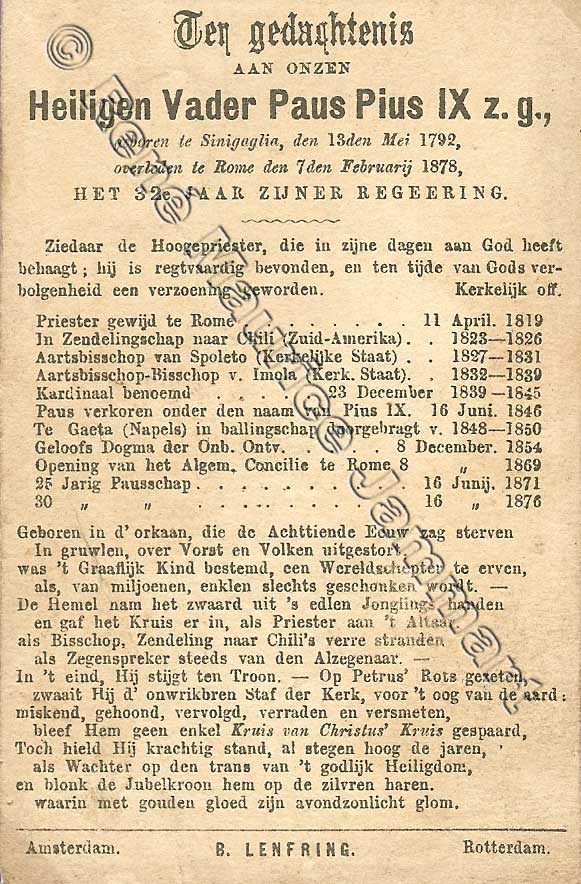 Ter gedachtenis
AAN ONZEN
Heiligen Vader Paus Pius IX z. g.,
geboren te Sinigaglia, den 13den Mei 1792,
overleden te Rome den 7den Februarij 1878,
HET 32e JAAR ZIJNER REGEERING.
Ziedaar de Hoogepriester, die in zijne dagen aan God heeft
behaagt; hij is regtvaardig bevonden, en ten tijde van Gods ver-
bolgenheid een verzoening geworden. Kerkelijk off.
Priester gewijd te Rome . . . . . . . 11 April. 1819
In Zendelingschap naar Chili (Zuid-Amerika) . . 1823—1826
Aartsbisschop van Spoleto (Kerkelijke Staat) . . 1827—1831
Aartsbisschop-Bisschop v. Imola (Kerk. Staat). . 1832—1839
Kardinaal benoemd . . . . . 23 December 1839—1845
Paus verkoren onder den naam van Pius IX. 16 Juni. 1846
Te Gaeta (Napels) in ballingschap doorgebragt v. 1848—1850
Geloofs Dogma der Onb. Ontv. . . . . 8 December. 1854
Opening van het Algem. Concilie te Rome 8 „ 1869
25 Jarig Pausschap . . . . . . . . 16 Junij. 1871
30 „ „ . . . . . . . . 16 „ 1876
Geboren in d' orkaan, die de Achttiende Eeuw zag sterven
In gruwlen, over Vorst en Volken uitgestort,
was 't Graaflijk Kind bestemd, een Wereldschepter te erven,
als, van miljoenen, enklen slechts geschonken wordt. —
De Hemel nam het zwaard uit 's edlen Jonglings handen
en gaf het Kruis er in, als Priester aan 't Altaar.
als Bisschop, Zendeling naar Chili's verre stranden
als Zegenspreker steeds van den Alzegenaar. —
In 't eind, Hij stijgt ten Troon. — Op Petrus' Rots gezeten,
zwaait Hij d' onwrikbren Staf der Kerk, voor 't oog van de aard:
miskend, gehoond, vervolgd, verraden en versmeten,
bleef Hem geen enkel Kruis van Christus' Kruis gespaard,
Toch hield Hij krachtig stand, al stegen hoog de jaren,
als Wachter op den trans van 't godlijk Heiligdom,
en blonk de Jubelkroon hem op de zilvren haren.
waarin met gouden gloed zijn avondzonlicht glom.
Amsterdam. B. LENFRING. Rotterdam.
© Rene Maurice Jammart